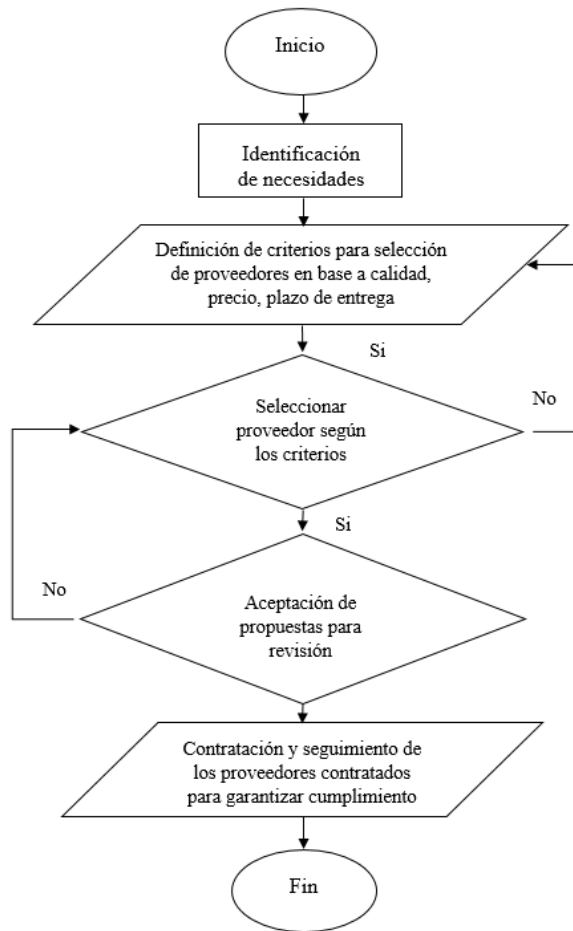 Inicio
Identificación
de necesidades
Definición de criterios para selección
de proveedores en base a calidad,
precio, plazo de entrega
Si
Seleccionar
proveedor según
los criterios
No
Si
No
Aceptación de
propuestas para
revisión
Contratación y seguimiento de
los proveedores contratados
para garantizar cumplimiento
Fin